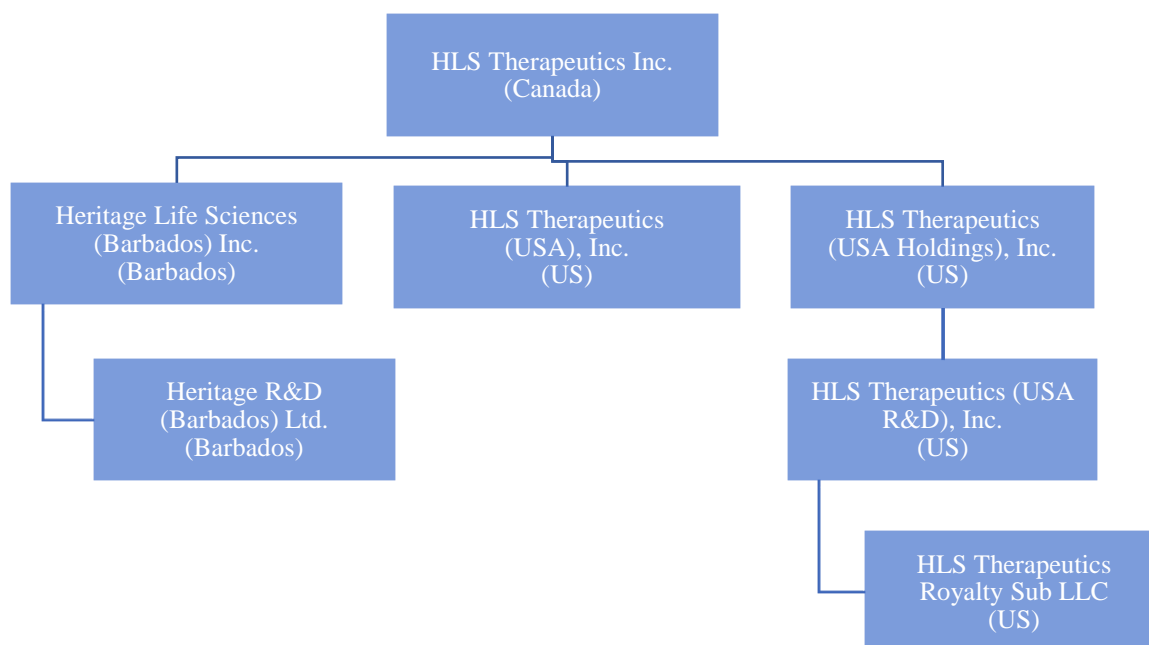 HLS Therapeutics Inc.
(Canada)
Heritage Life Sciences
(Barbados) Inc.
(Barbados)
HLS Therapeutics
(USA), Inc.
(US)
HLS Therapeutics
(USA Holdings), Inc.
(US)
Heritage R&D
(Barbados) Ltd.
(Barbados)
HLS Therapeutics (USA
R&D), Inc.
(US)
HLS Therapeutics
Royalty Sub LLC
(US)